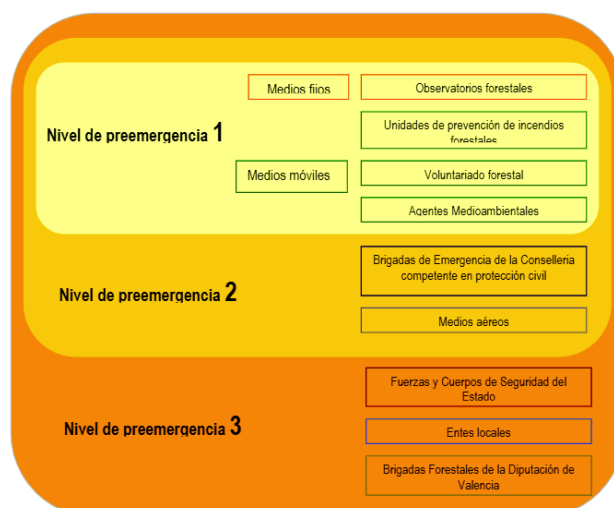 Medios fijos
Observatorios forestales
Nivel de preemergencia 1
Unidades de prevención de incendios
forestales
Medios móviles
Voluntariado forestal
Agentes Medioambientales
Nivel de preemergencia 2
Brigadas de Emergencia de la Conselleria
competente en protección civil
Medios aéreos
Nivel de preemergencia 3
Fuerzas y Cuerpos de Seguridad del
Estado
Entes locales
Brigadas Forestales de la Diputación de
Valencia